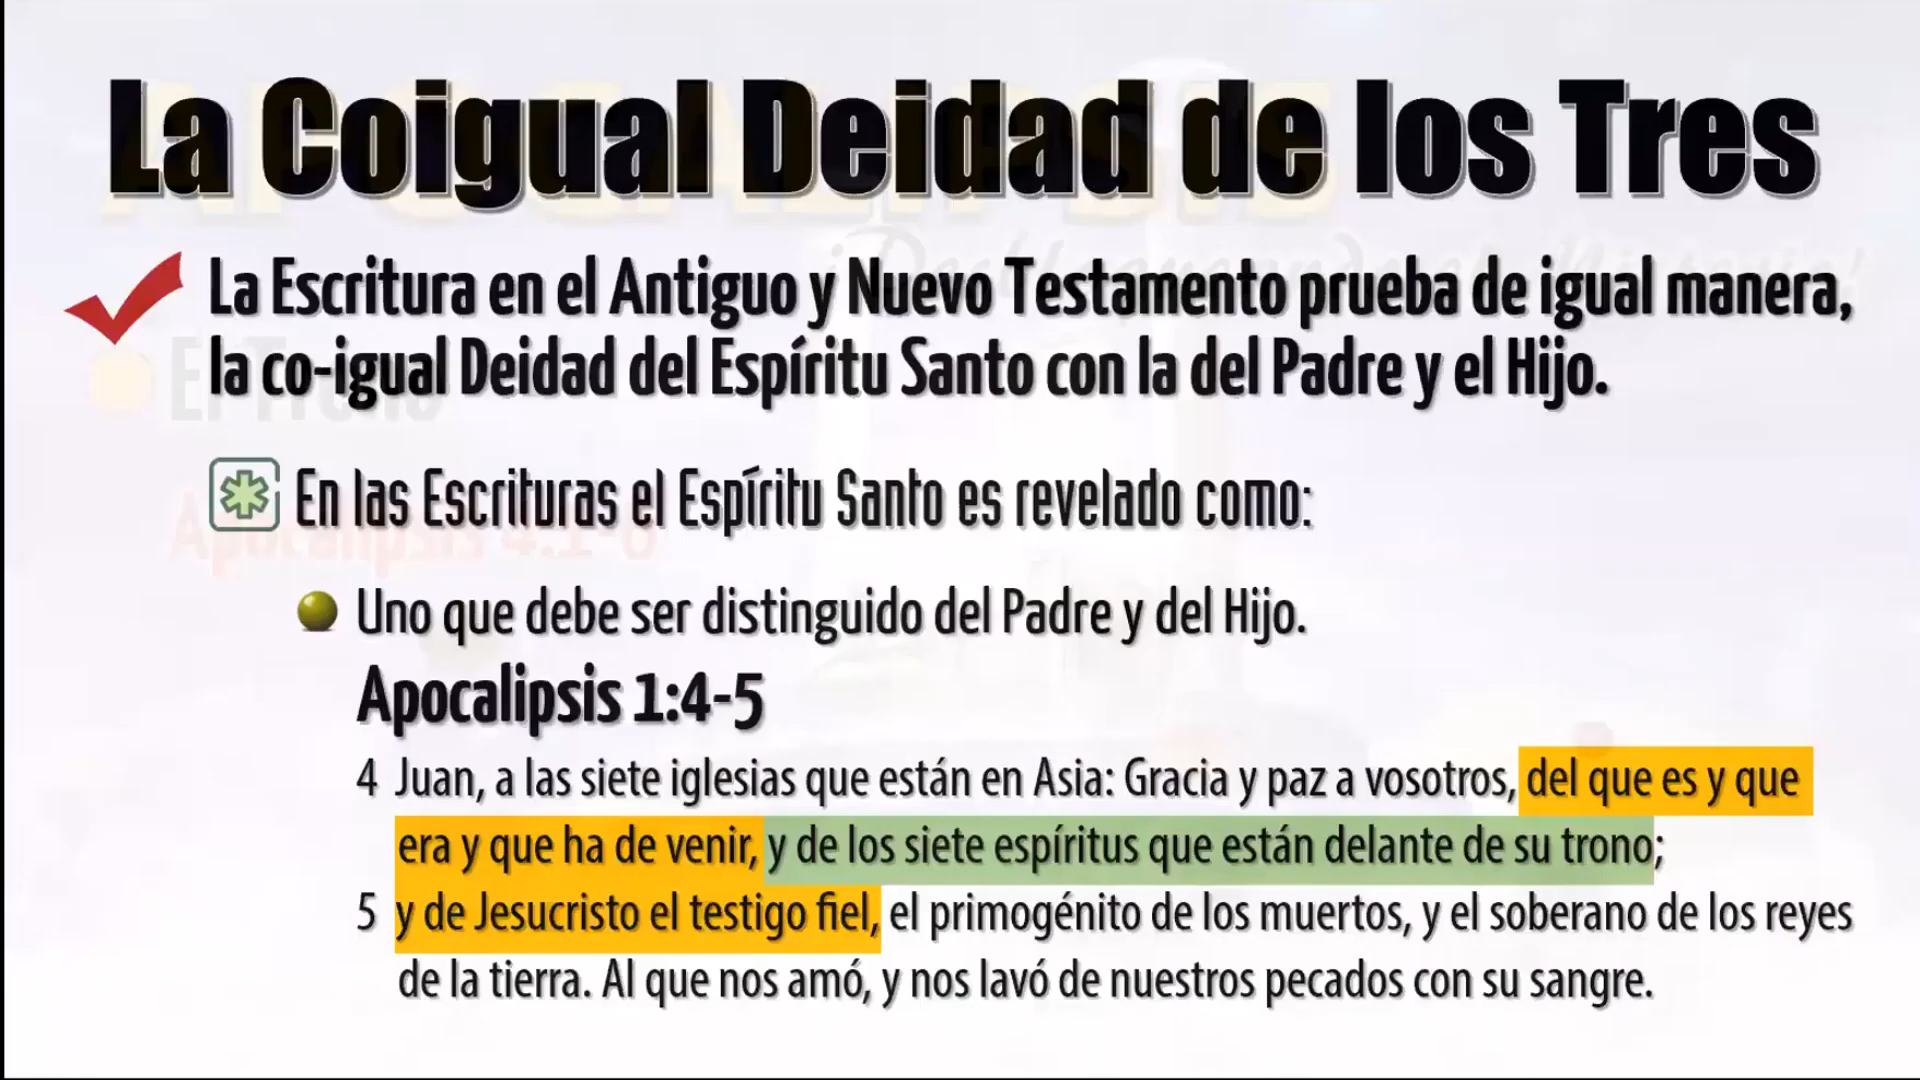 La Coigual Deidad de los Tres
La Escritura en el Antiguo y Nuevo Testamento prueba de igual manera,
la co-igual Deidad del Espíritu Santo con la del Padre y el Hijo.
En las Escrituras el Espíritu Santo es revelado como:
Uno que debe ser distinguido del Padre y del Hijo.
Apocalipsis 1:4-5
4 Juan, a las siete iglesias que están en Asia: Gracia y paz a vosotros, del que es y que
era y que ha de venir, y de los siete espíritus que están delante de su trono;
5 y de Jesucristo el testigo fiel, el primogénito de los muertos, y el soberano de los reyes
de la tierra. Al que nos amó, y nos lavó de nuestros pecados con su sangre.
El Trono
Apocalipsis 4:1-6